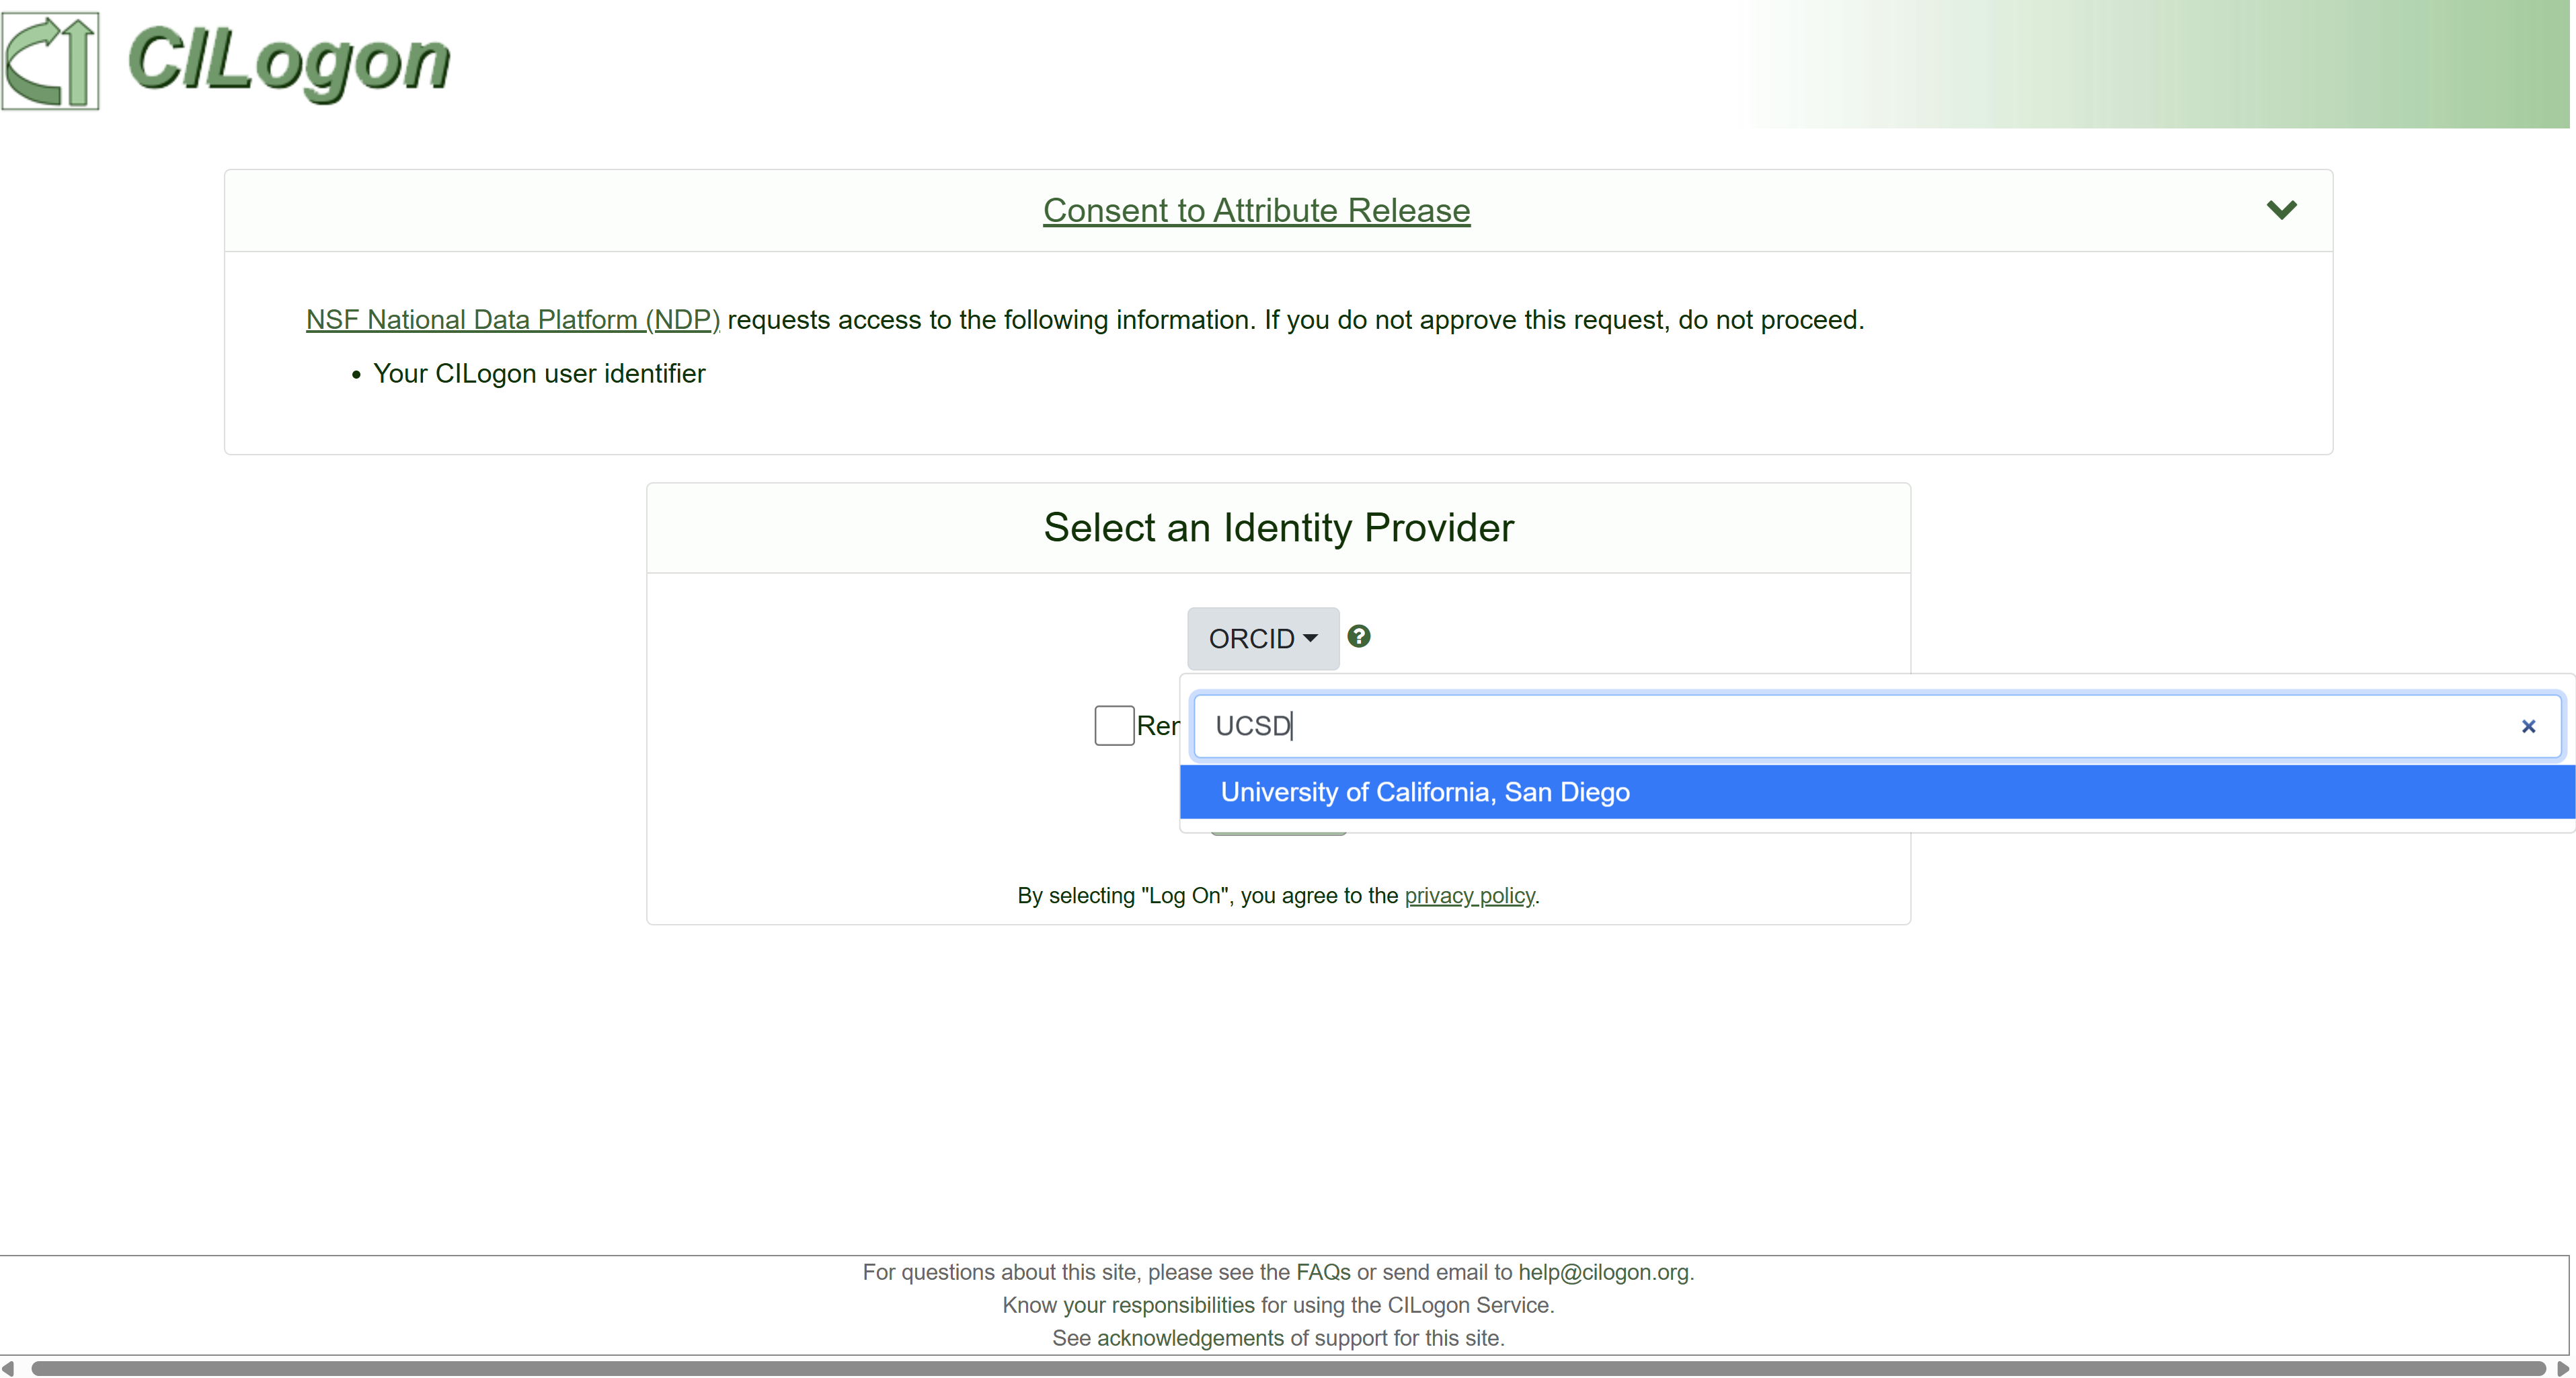 CILogon
Consent to Attribute Release
NSF National Data Platform (NDP) requests access to the following information. If you do not approve this request, do not proceed.
• Your CILogon user identifier
Select an Identity Provider
ORCID
UCSD
University of California, San Diego
By selecting "Log On", you agree to the privacy policy.
For questions about this site, please see the FAQs or send email to help@cilogon.org.
Know your responsibilities for using the CILogon Service.
See acknowledgements of support for this site.